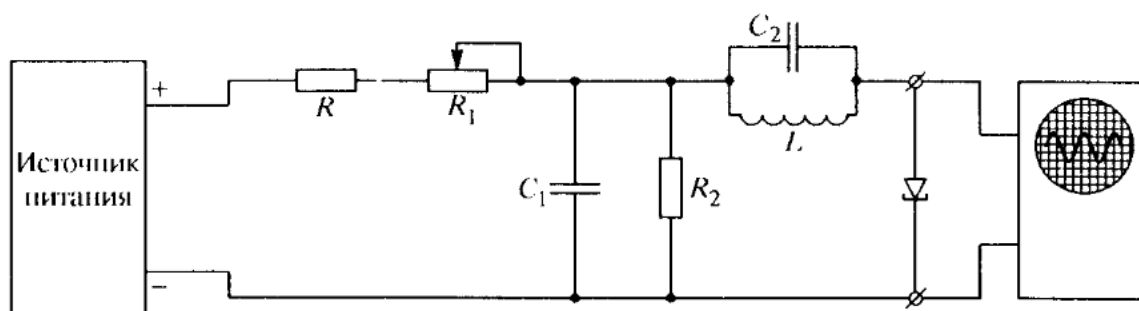 +
Источник
питания
−
R
R₁
C₁
R₂
C₂
L